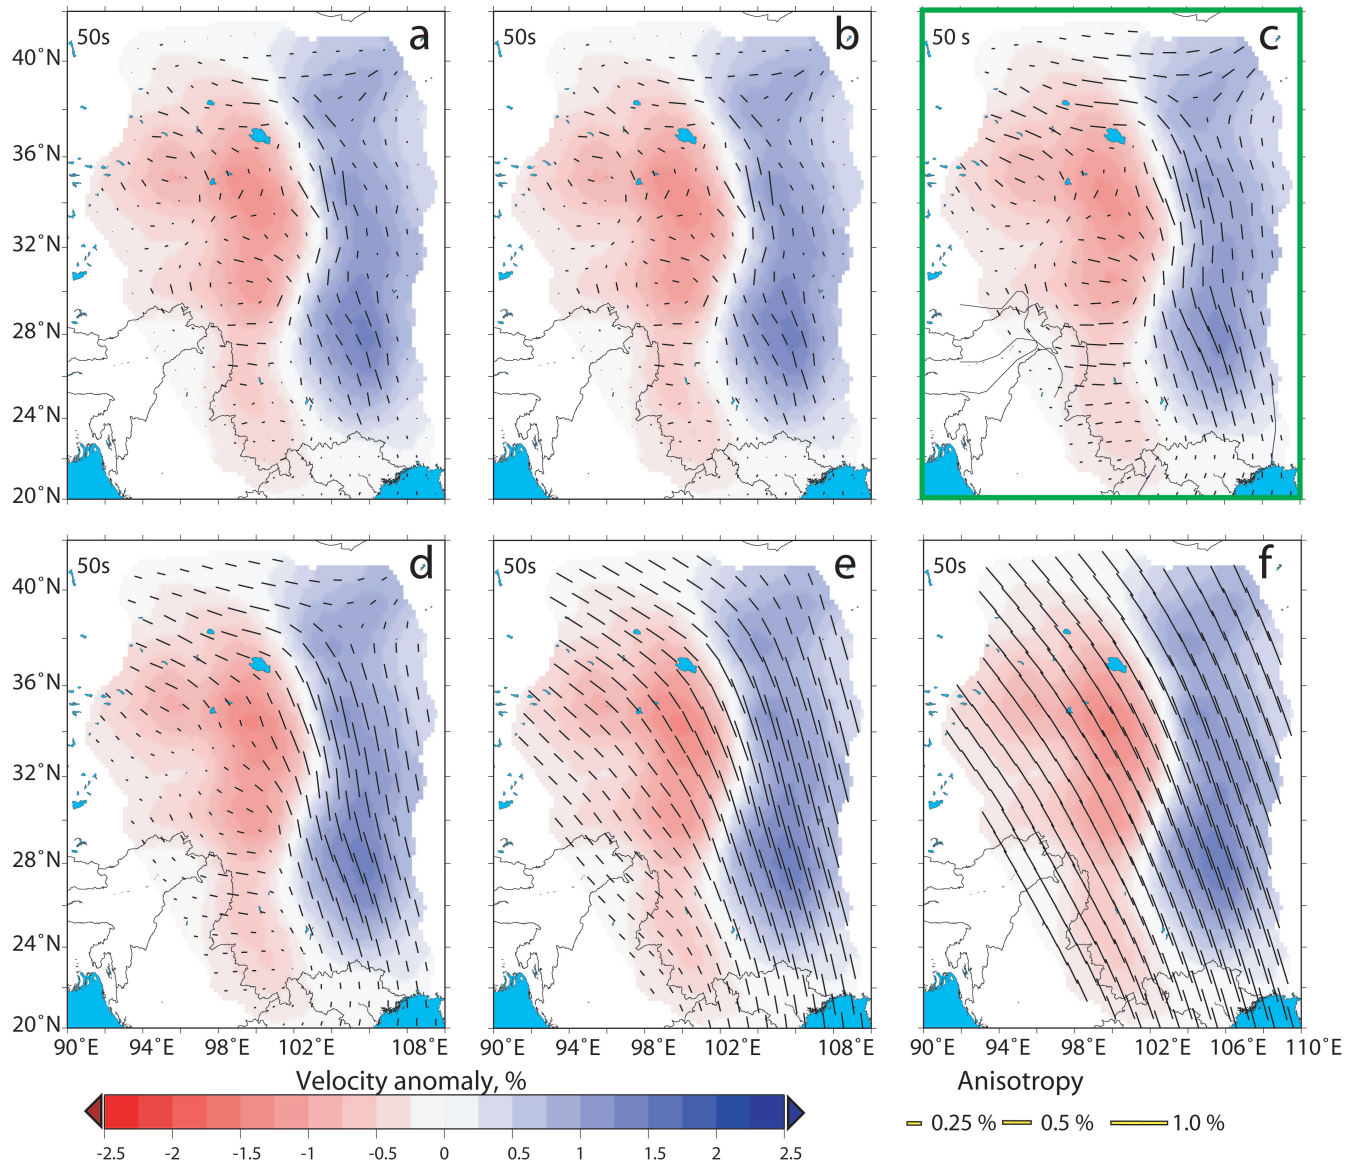 50s
a
50s
b
50 s
c
40°N
36°N
32°N
28°N
24°N
20°N
50s
d
50s
e
50s
f
40°N
36°N
32°N
28°N
24°N
20°N
90°E 94°E 98°E 102°E 108°E
90°E 94°E 98°E 102°E 108°E
90°E 94°E 98°E 102°E 106°E 110°E
Velocity anomaly, %
-2.5 -2 -1.5 -1 -0.5 0 0.5 1 1.5 2 2.5
Anisotropy
0.25 % 0.5 % 1.0 %